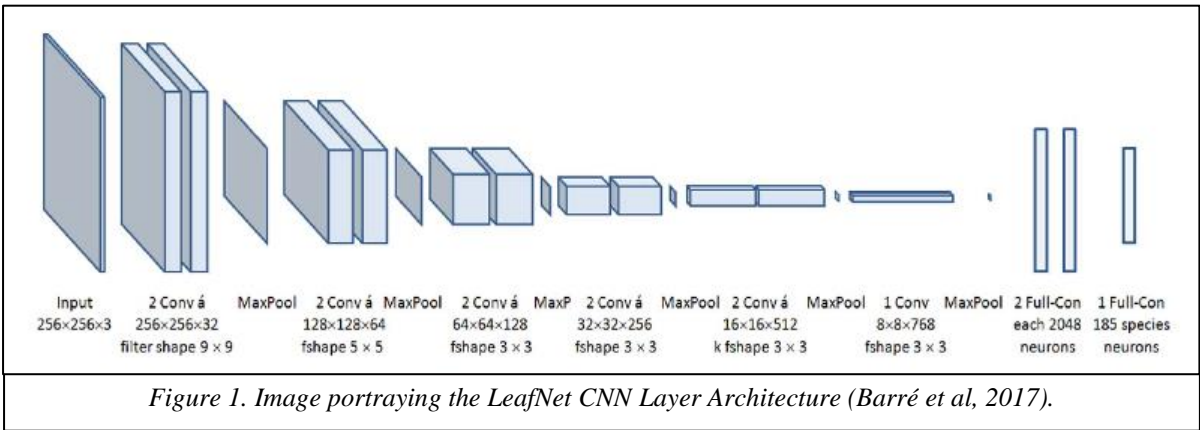 Input 2 Conv á MaxPool 2 Conv á MaxPool 2 Conv á MaxP 2 Conv á MaxPool 2 Conv á MaxPool 1 Conv MaxPool 2 Full-Con 1 Full-Con
256×256×3 256×256×32 128×128×64 64×64×128 32×32×256 16×16×512 8×8×768 each 2048 185 species
filter shape 9 × 9 fshape 5 × 5 fshape 3 × 3 fshape 3 × 3 k fshape 3 × 3 fshape 3 × 3 neurons neurons
Figure 1. Image portraying the LeafNet CNN Layer Architecture (Barré et al, 2017).